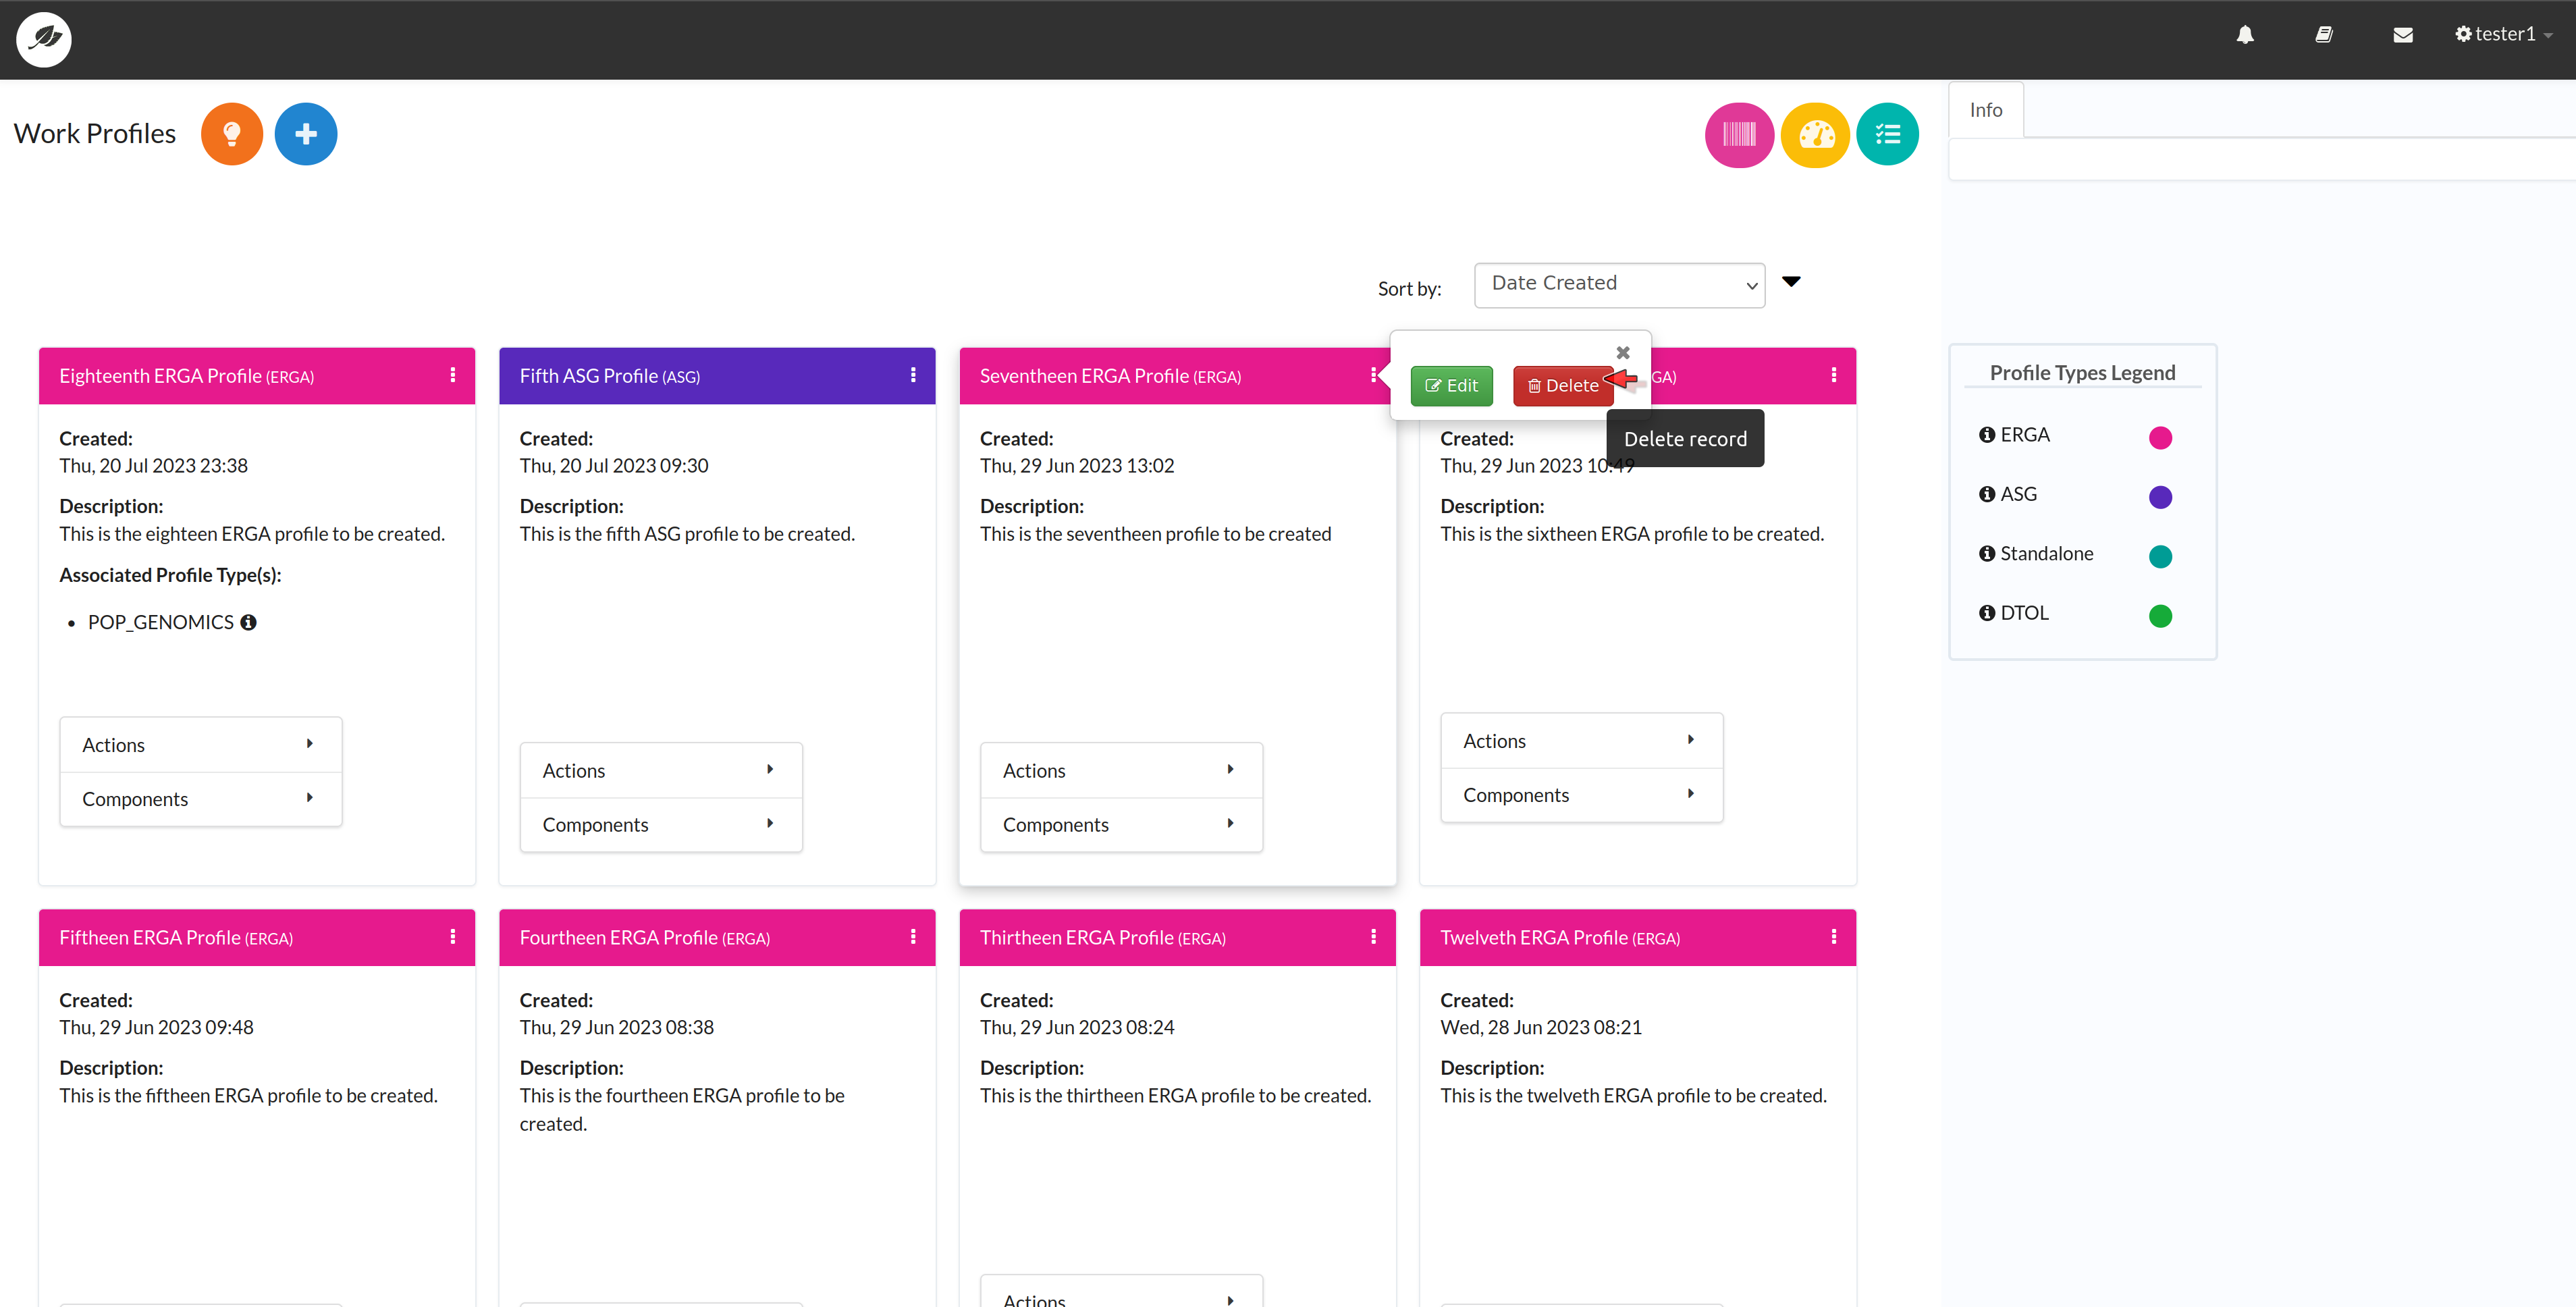 tester1
Work Profiles
Info
Sort by:
Date Created
Edit
Delete
Delete record
Eighteenth ERGA Profile (ERGA)
Created:
Thu, 20 Jul 2023 23:38
Description:
This is the eighteen ERGA profile to be created.
Associated Profile Type(s):
• POP_GENOMICS
Actions
Components
Fifth ASG Profile (ASG)
Created:
Thu, 20 Jul 2023 09:30
Description:
This is the fifth ASG profile to be created.
Actions
Components
Seventheen ERGA Profile (ERGA)
Created:
Thu, 29 Jun 2023 13:02
Description:
This is the seventheen profile to be created
Actions
Components
GA)
Created:
Thu, 29 Jun 2023 10:49
Description:
This is the sixtheen ERGA profile to be created.
Actions
Components
Profile Types Legend
ERGA
ASG
Standalone
DTOL
Fiftheen ERGA Profile (ERGA)
Created:
Thu, 29 Jun 2023 09:48
Description:
This is the fiftheen ERGA profile to be created.
Fourtheen ERGA Profile (ERGA)
Created:
Thu, 29 Jun 2023 08:38
Description:
This is the fourtheen ERGA profile to be
created.
Thirtheen ERGA Profile (ERGA)
Created:
Thu, 29 Jun 2023 08:24
Description:
This is the thirtheen ERGA profile to be created.
Actions
Twelveth ERGA Profile (ERGA)
Created:
Wed, 28 Jun 2023 08:21
Description:
This is the twelveth ERGA profile to be created.